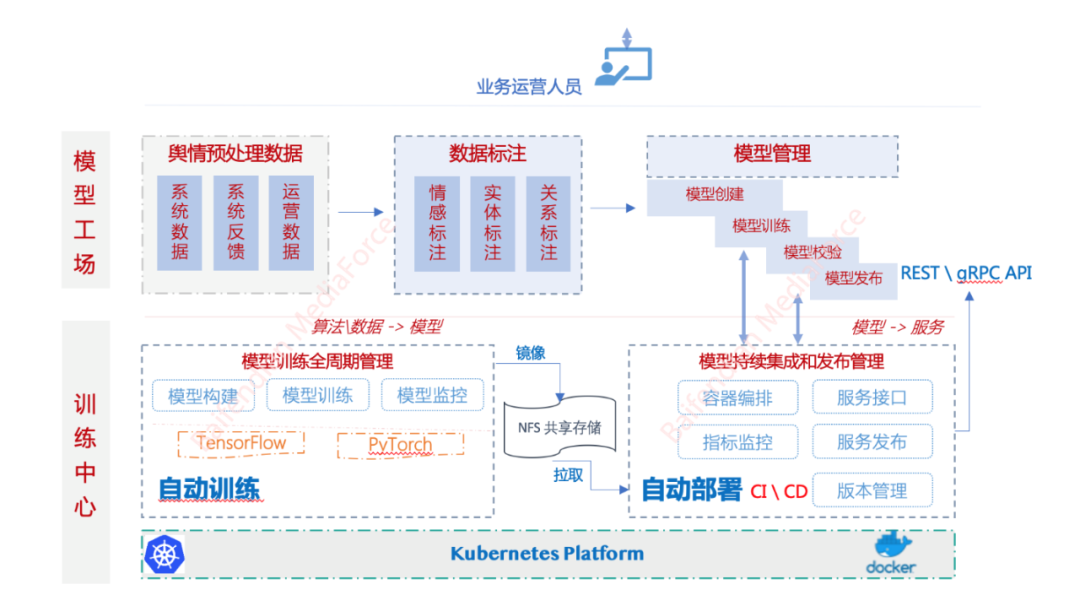 业务运营人员
模型工场
舆情预处理数据
系统数据
系统反馈
运营数据
数据标注
情感标注
实体标注
关系标注
模型管理
模型创建
模型训练
模型校验
模型发布
REST \ gRPC API
算法\数据 -> 模型
模型 -> 服务
训练中心
模型训练全周期管理
模型构建
模型训练
模型监控
TensorFlow
PyTorch
自动训练
镜像
NFS 共享存储
拉取
模型持续集成和发布管理
容器编排
服务接口
指标监控
服务发布
自动部署 CI \ CD
版本管理
Kubernetes Platform
docker
Baifendian MediaForce
Baifendian MediaForce